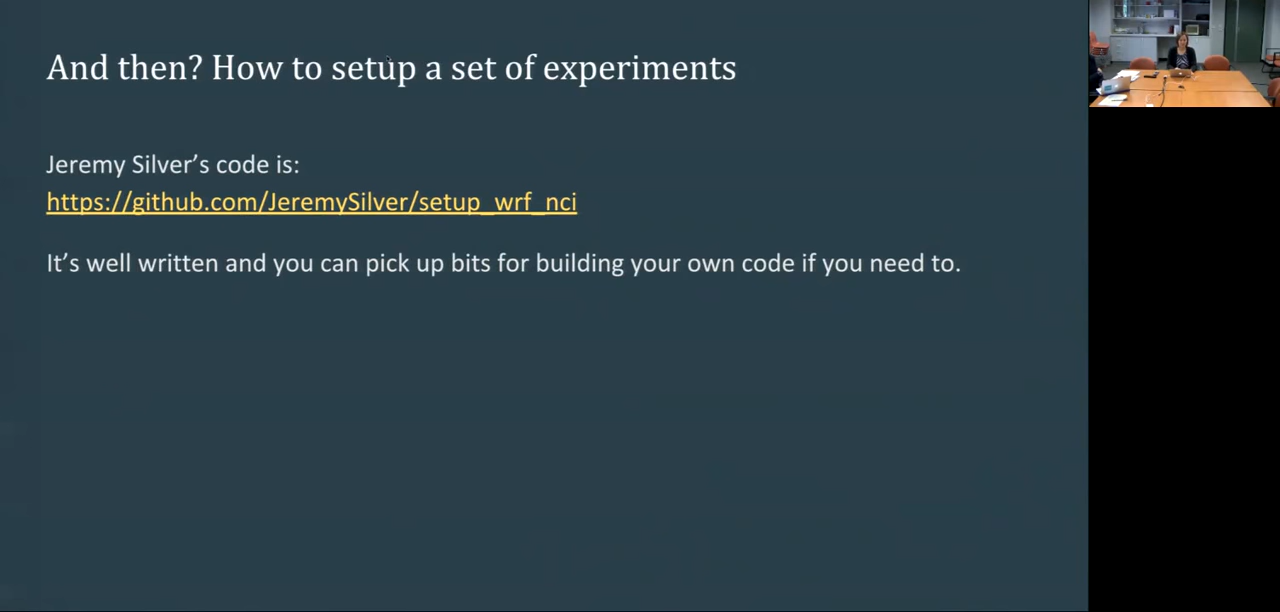 And then? How to setup a set of experiments
Jeremy Silver’s code is:
https://github.com/JeremySilver/setup_wrf_nci
It’s well written and you can pick up bits for building your own code if you need to.